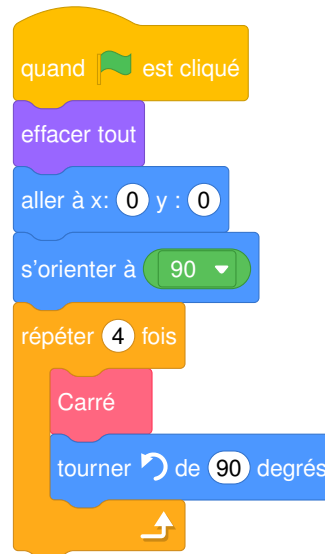 quand est cliqué
effacer tout
aller à x: 0 y : 0
s'orienter à 90
répéter 4 fois
Carré
tourner de 90 degrés